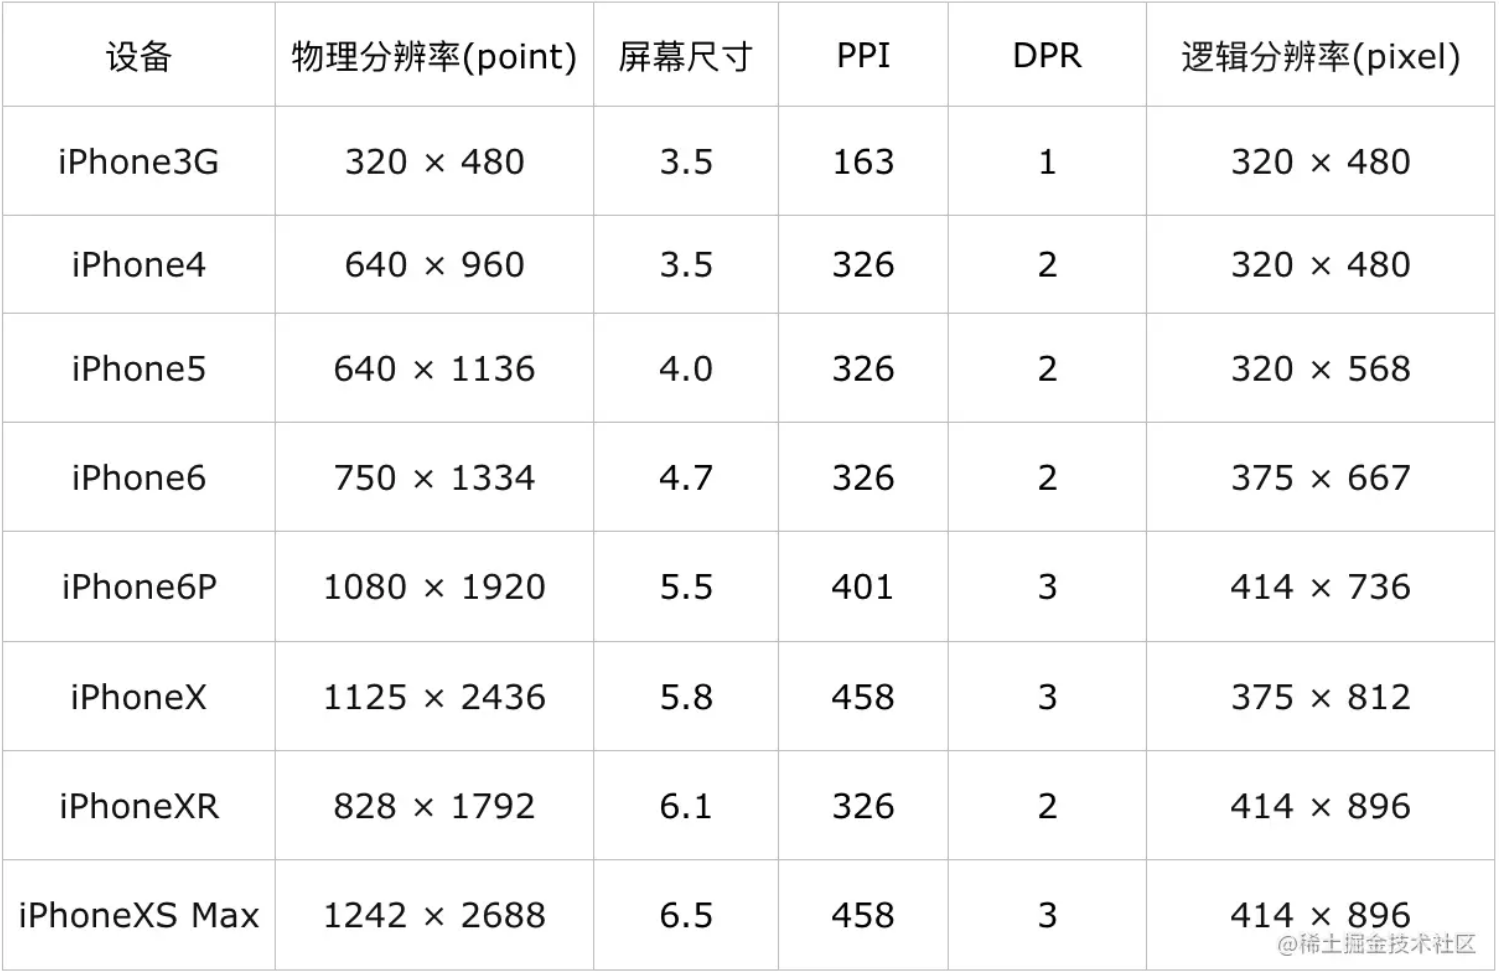 设备 物理分辨率(point) 屏幕尺寸 PPI DPR 逻辑分辨率(pixel)
iPhone3G 320 × 480 3.5 163 1 320 × 480
iPhone4 640 × 960 3.5 326 2 320 × 480
iPhone5 640 × 1136 4.0 326 2 320 × 568
iPhone6 750 × 1334 4.7 326 2 375 × 667
iPhone6P 1080 × 1920 5.5 401 3 414 × 736
iPhoneX 1125 × 2436 5.8 458 3 375 × 812
iPhoneXR 828 × 1792 6.1 326 2 414 × 896
iPhoneXS Max 1242 × 2688 6.5 458 3 414 × 896
@稀土掘金技术社区